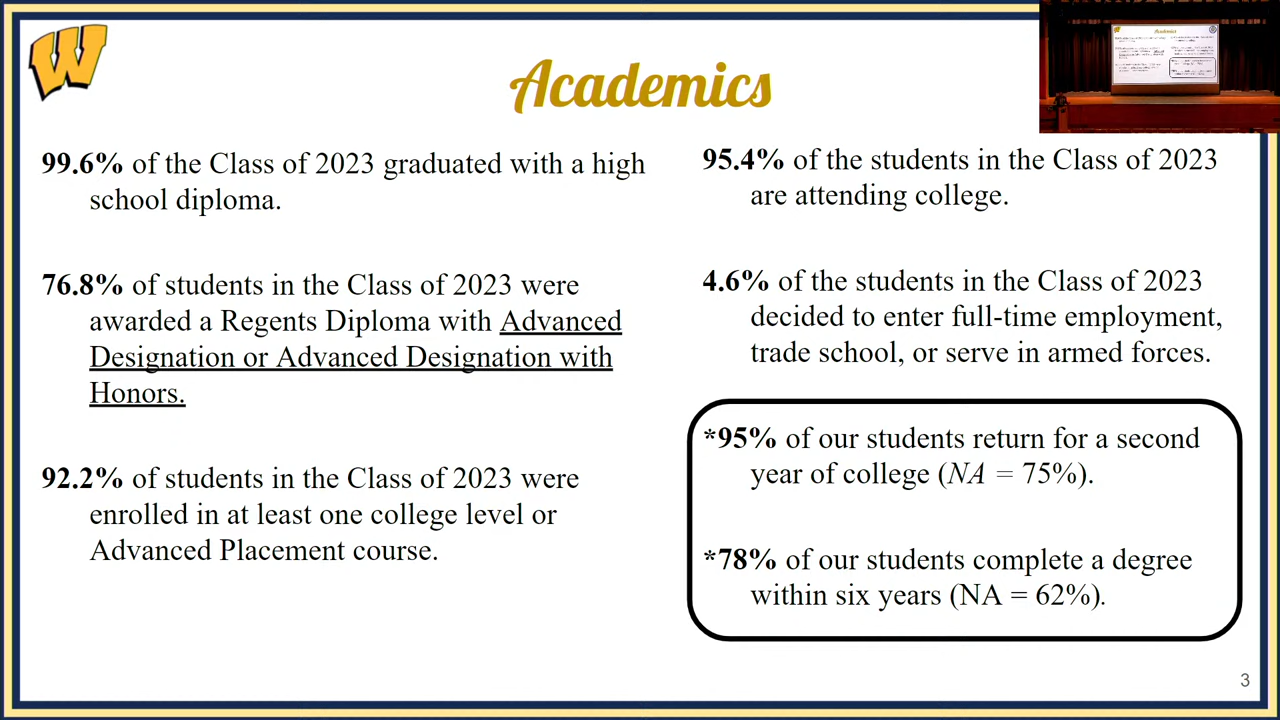 W
Academics
99.6% of the Class of 2023 graduated with a high
school diploma.
76.8% of students in the Class of 2023 were
awarded a Regents Diploma with Advanced
Designation or Advanced Designation with
Honors.
92.2% of students in the Class of 2023 were
enrolled in at least one college level or
Advanced Placement course.
95.4% of the students in the Class of 2023
are attending college.
4.6% of the students in the Class of 2023
decided to enter full-time employment,
trade school, or serve in armed forces.
*95% of our students return for a second
year of college (NA = 75%).
*78% of our students complete a degree
within six years (NA = 62%).
3
Academics